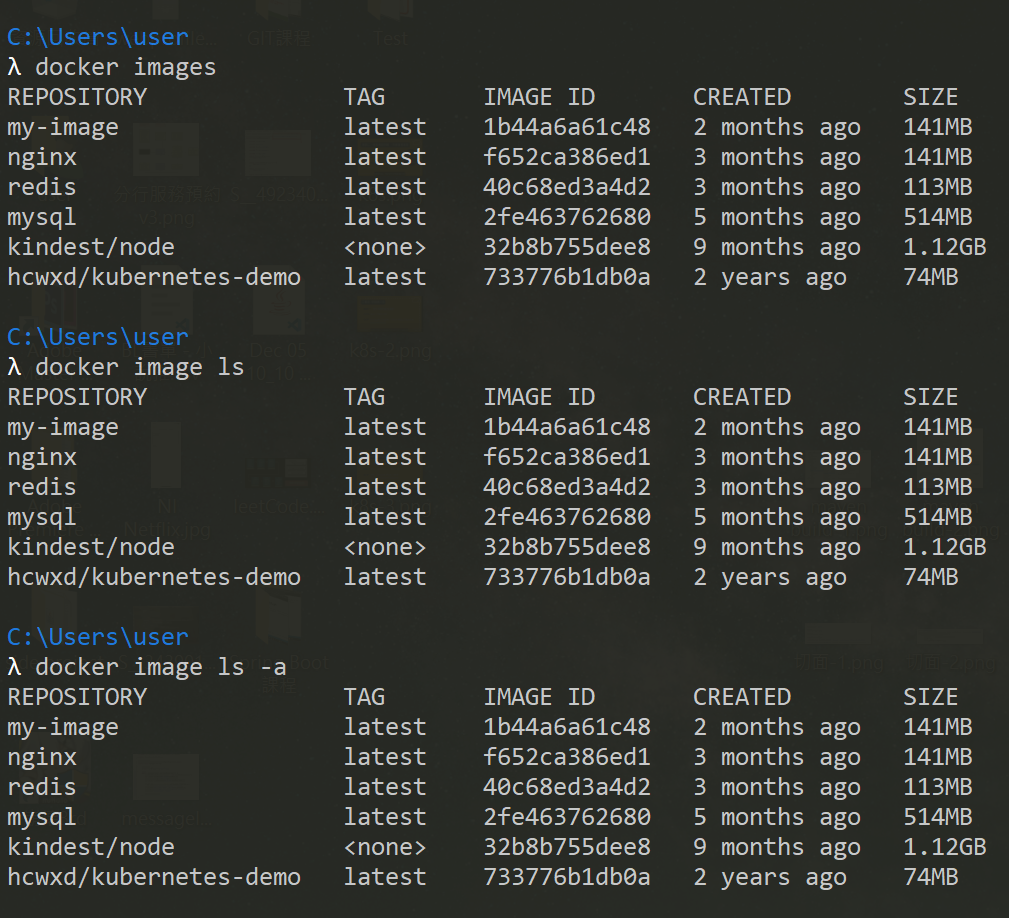 C:\Users\user
λ docker images
REPOSITORY TAG IMAGE ID CREATED SIZE
my-image latest 1b44a6a61c48 2 months ago 141MB
nginx latest f652ca386ed1 3 months ago 141MB
redis latest 40c68ed3a4d2 3 months ago 113MB
mysql latest 2fe463762680 5 months ago 514MB
kindest/node <none> 32b8b755dee8 9 months ago 1.12GB
hcwxd/kubernetes-demo latest 733776b1db0a 2 years ago 74MB
C:\Users\user
λ docker image ls
REPOSITORY TAG IMAGE ID CREATED SIZE
my-image latest 1b44a6a61c48 2 months ago 141MB
nginx latest f652ca386ed1 3 months ago 141MB
redis latest 40c68ed3a4d2 3 months ago 113MB
mysql latest 2fe463762680 5 months ago 514MB
kindest/node <none> 32b8b755dee8 9 months ago 1.12GB
hcwxd/kubernetes-demo latest 733776b1db0a 2 years ago 74MB
C:\Users\user
λ docker image ls -a
REPOSITORY TAG IMAGE ID CREATED SIZE
my-image latest 1b44a6a61c48 2 months ago 141MB
nginx latest f652ca386ed1 3 months ago 141MB
redis latest 40c68ed3a4d2 3 months ago 113MB
mysql latest 2fe463762680 5 months ago 514MB
kindest/node <none> 32b8b755dee8 9 months ago 1.12GB
hcwxd/kubernetes-demo latest 733776b1db0a 2 years ago 74MB